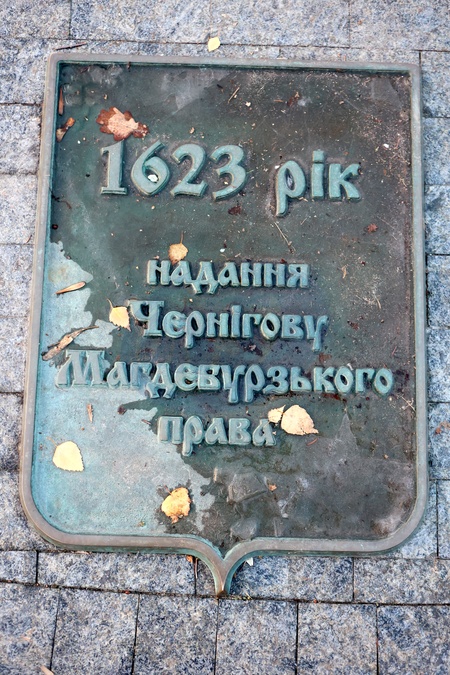 1623 рік
надання
Чернігову
Магдебурзького
права